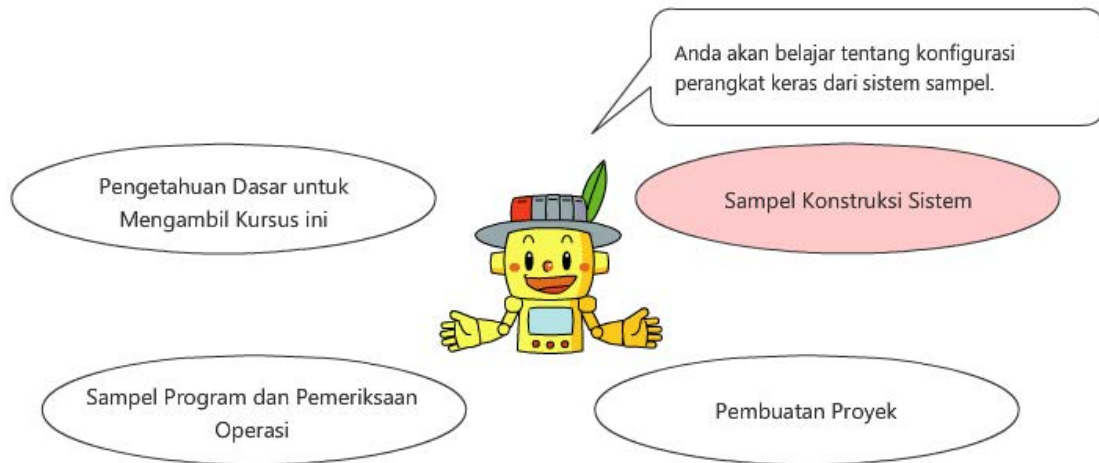 Anda akan belajar tentang konfigurasi
perangkat keras dari sistem sampel.
Pengetahuan Dasar untuk
Mengambil Kursus ini
Sampel Konstruksi Sistem
Sampel Program dan Pemeriksaan
Operasi
Pembuatan Proyek